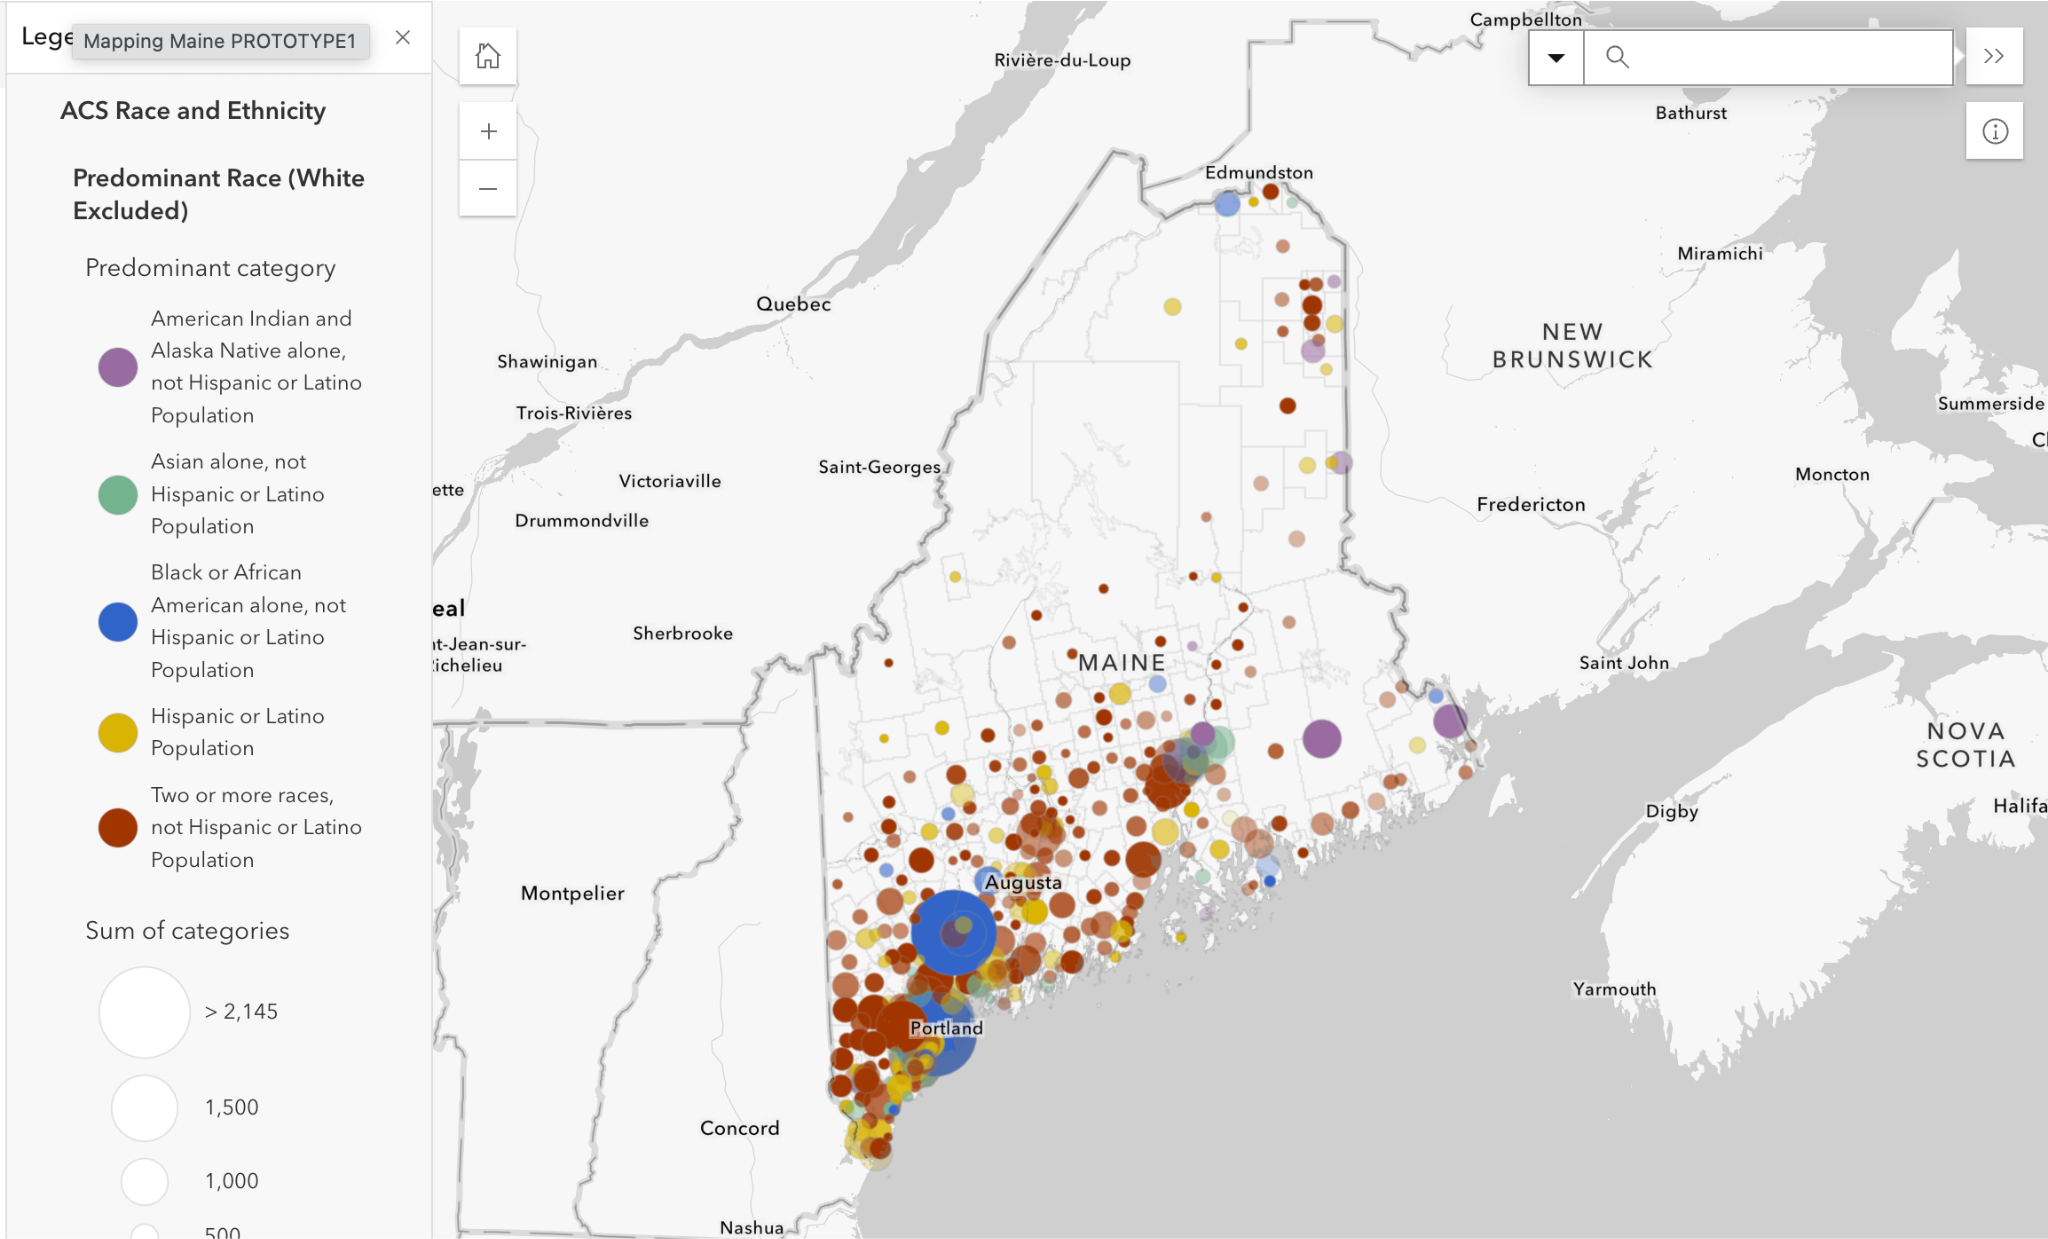 Lege
Mapping Maine PROTOTYPE1
ACS Race and Ethnicity
Predominant Race (White
Excluded)
Predominant category
American Indian and
Alaska Native alone,
not Hispanic or Latino
Population
Asian alone, not
Hispanic or Latino
Population
Black or African
American alone, not
Hispanic or Latino
Population
Hispanic or Latino
Population
Two or more races,
not Hispanic or Latino
Population
Sum of categories
> 2,145
1,500
1,000
500
Campbellton
Rivière-du-Loup
Bathurst
Edmundston
Miramichi
Quebec
NEW
BRUNSWICK
Shawinigan
Summerside
Trois-Rivières
Saint-Georges
Moncton
Victoriaville
ette
Fredericton
Drummondville
eal
Sherbrooke
nt-Jean-sur-
Richelieu
MAINE
Saint John
NOVA
SCOTIA
Halifa
Digby
Montpelier
Augusta
Yarmouth
Portland
Concord
Nashua